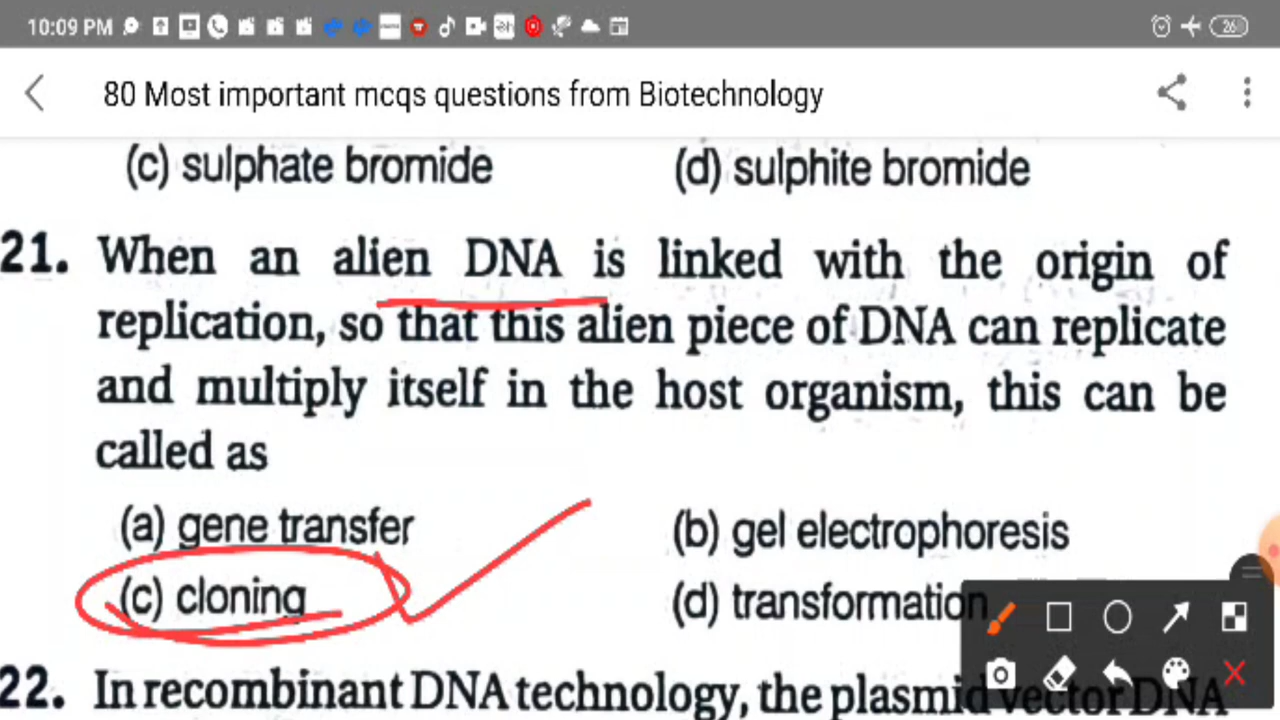 10:09 PM
26
80 Most important mcqs questions from Biotechnology
(c) sulphate bromide (d) sulphite bromide
21. When an alien DNA is linked with the origin of
replication, so that this alien piece of DNA can replicate
and multiply itself in the host organism, this can be
called as
(a) gene transfer (b) gel electrophoresis
(c) cloning (d) transformation
22. In recombinant DNA technology, the plasmid vector DNA